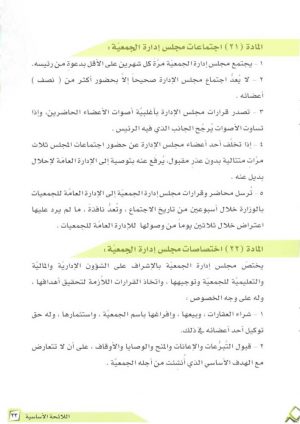 المادة (٢١) اجتماعات مجلس إدارة الجمعية :
١ - يجتمع مجلس إدارة الجمعية مرة كل شهرين على الأقل بدعوة من رئيسه.
٢ - لا يعد اجتماع مجلس الإدارة صحيحاً إلا بحضور أكثر من ( نصف )
أعضائه .
٣ - تصدر قرارات مجلس الإدارة بأغلبية أصوات الأعضاء الحاضرين، وإذا
تساوت الأصوات يرجح الجانب الذي فيه الرئيس .
٤ - إذا تخلف أحد أعضاء مجلس الإدارة عن حضور اجتماعات المجلس ثلاث
مرات متتالية بدون عذر مقبول، يرفع عنه بتوصية إلى الإدارة العامة لإحلال
بديل عنه .
٥ - ترسل محاضر وقرارات مجلس إدارة الجمعية إلى الإدارة العامة للجمعيات
بالوزارة خلال أسبوعين من تاريخ الاجتماع ، وتعد نافذة ، ما لم يرد عليها
اعتراض خلال ثلاثين يوما من وصولها للإدارة العامة للجمعيات.
المادة (٢٢) اختصاصات مجلس إدارة الجمعية:
يختص مجلس إدارة الجمعية بالإشراف على الشؤون الإدارية والمالية
والتعليمية للجمعية وتوجيهها ، واتخاذ القرارات اللازمة لتحقيق أهدافها ،
وله على وجه الخصوص :
١- شراء العقارات ، وبيعها ، وإفراغها باسم الجمعية ، واستثمارها ، وله حق
توكيل أحد أعضائه في ذلك.
٢- قبول التبرعات والإعانات والمنح والوصايا والأوقاف ، على أن لا تتعارض
مع الهدف الأساسي الذي أنشئت من أجله الجمعية .
اللائحة الأساسية ٢٣